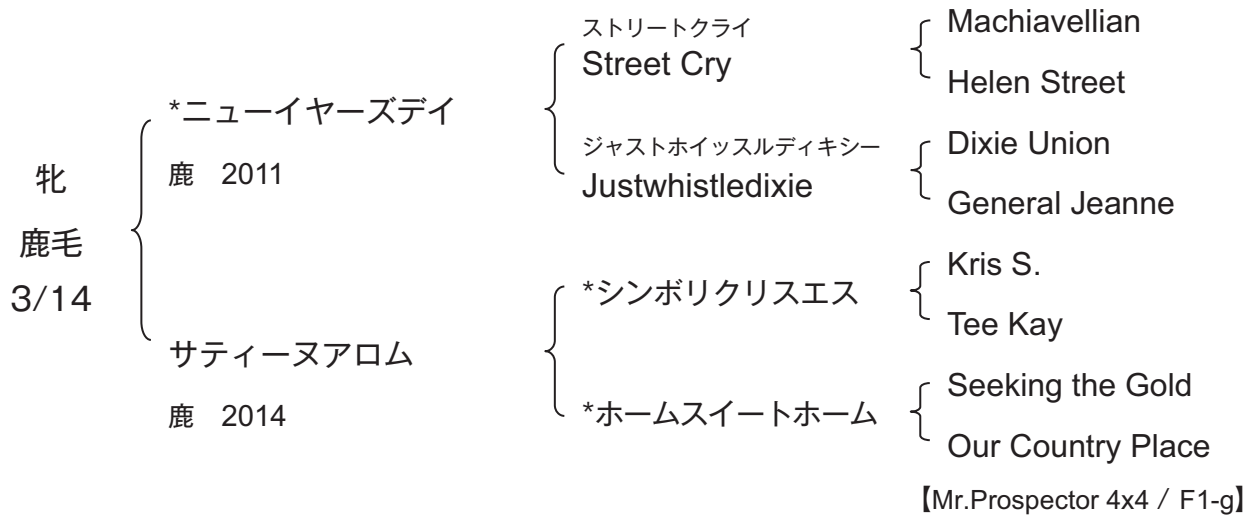 牝
鹿毛
3/14
*ニューイヤーズデイ
鹿　2011
サティーヌアロム
鹿　2014
ストリートクライ
Street Cry
ジャストホイッスルディキシー
Justwhistledixie
*シンボリクリスエス
*ホームスイートホーム
Machiavellian
Helen Street
Dixie Union
General Jeanne
Kris S.
Tee Kay
Seeking the Gold
Our Country Place
【Mr.Prospector 4x4 / F1-g】